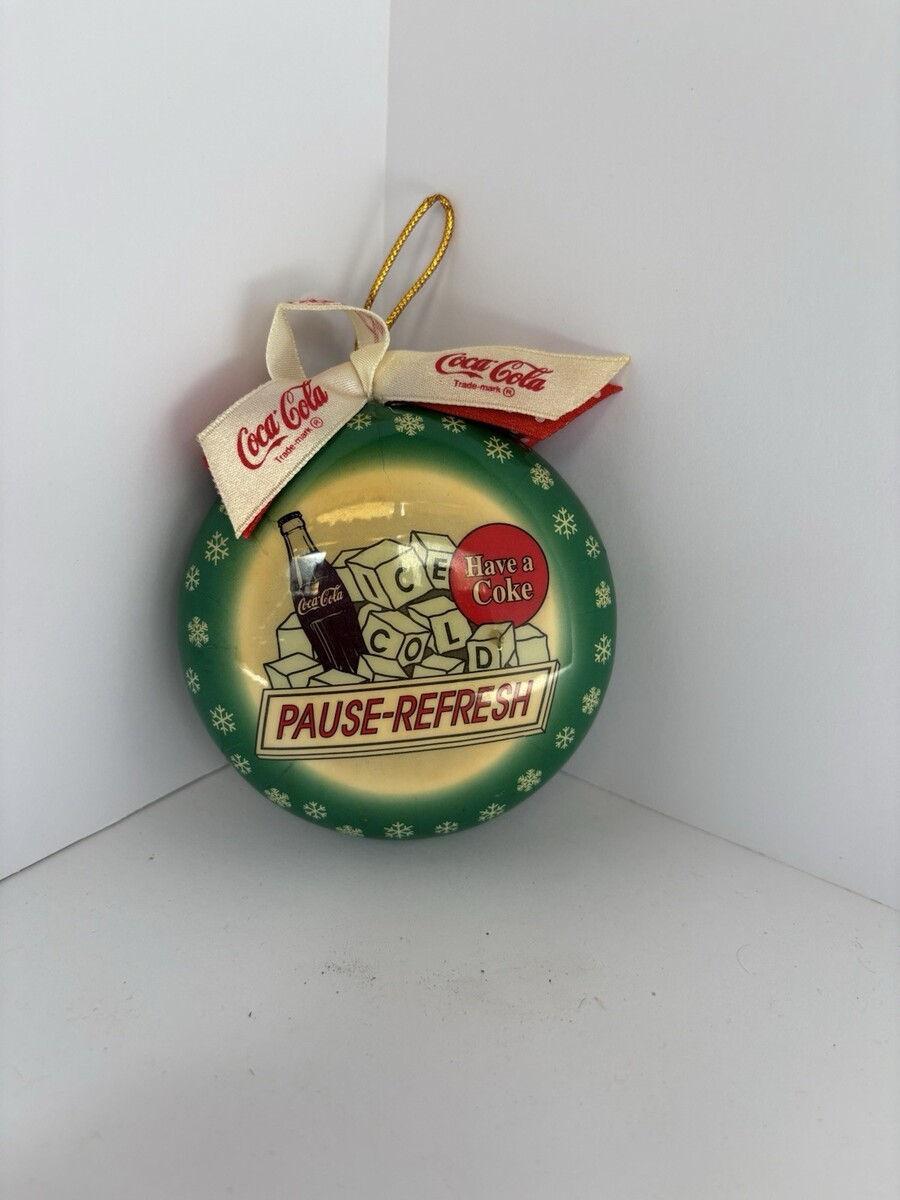 Coca-Cola
Trade-mark ®
Coca-Cola
Trade-mark ®
Coca-Cola
ICE
COLD
Have a
Coke
PAUSE-REFRESH